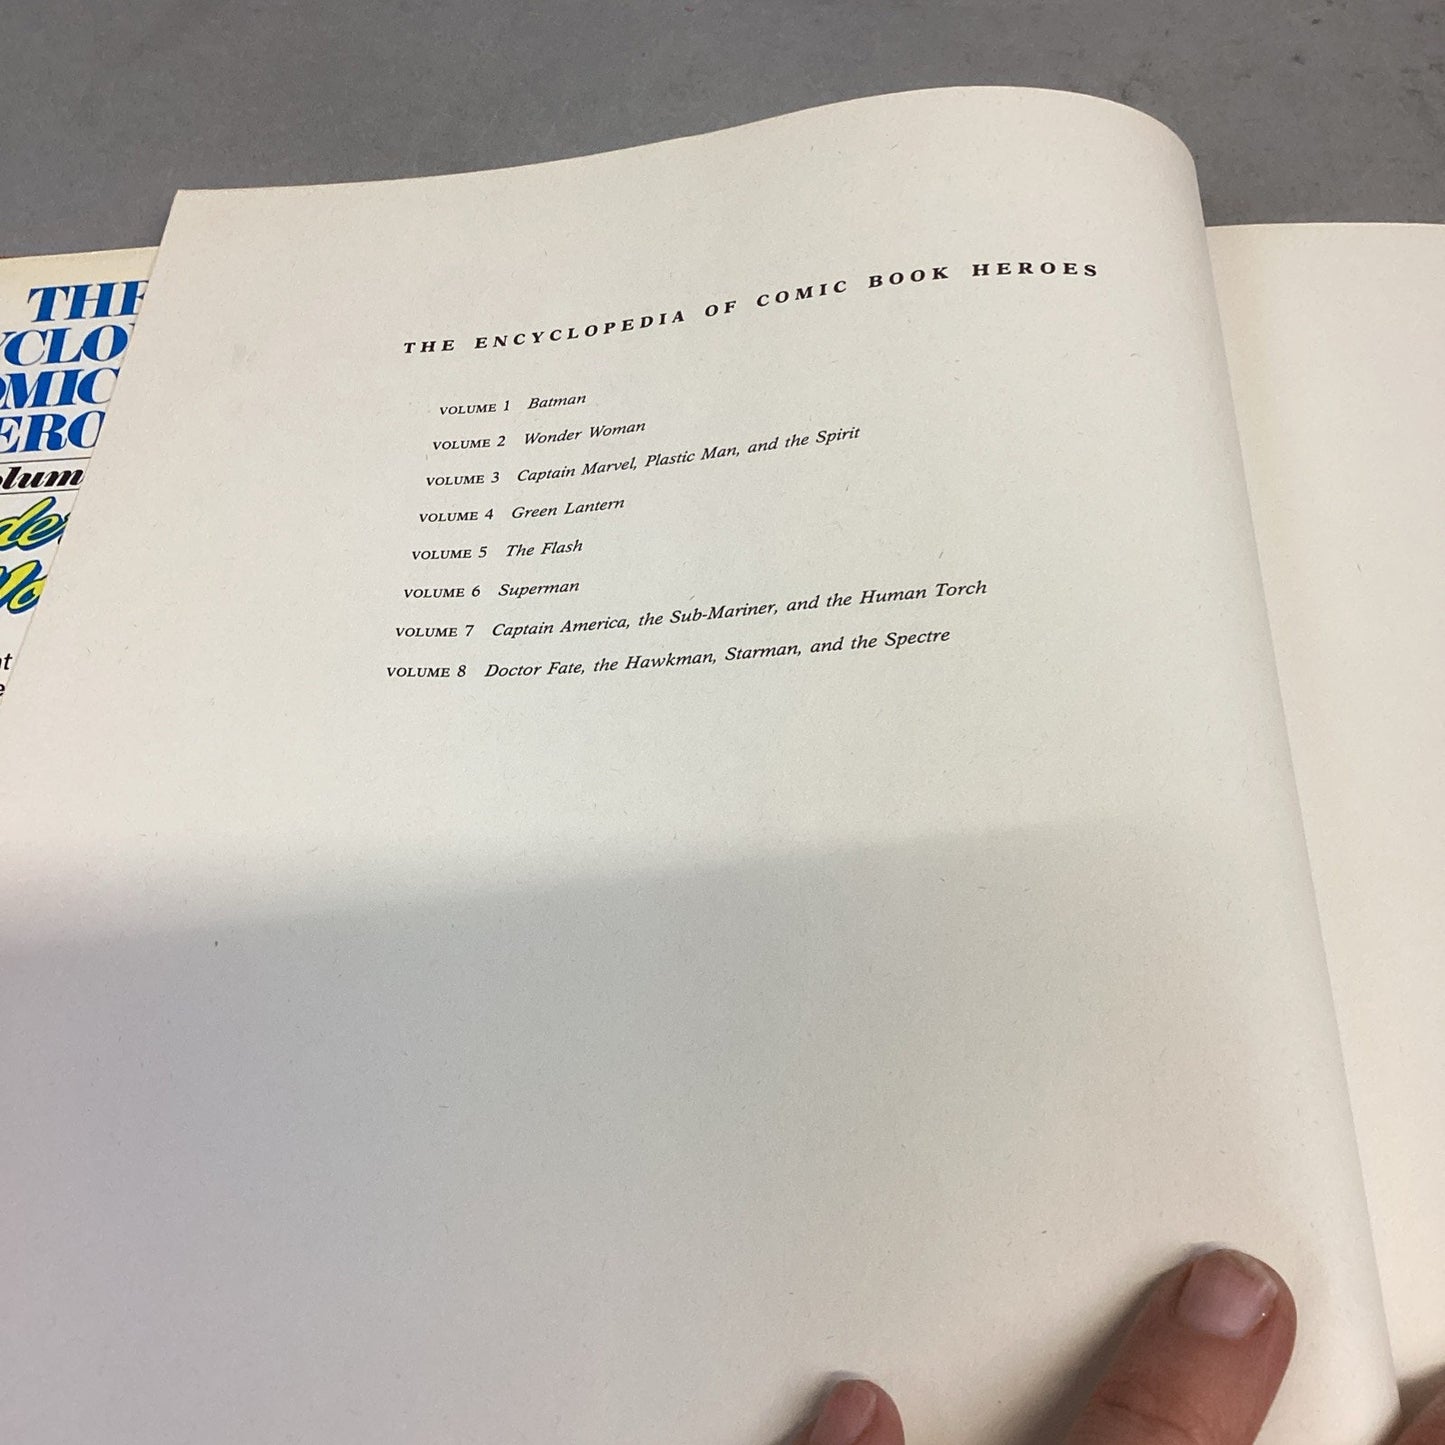 THE ENCYCLOPEDIA OF COMIC BOOK HEROES
VOLUME 1 Batman
VOLUME 2 Wonder Woman
VOLUME 3 Captain Marvel, Plastic Man, and the Spirit
VOLUME 4 Green Lantern
VOLUME 5 The Flash
VOLUME 6 Superman
VOLUME 7 Captain America, the Sub-Mariner, and the Human Torch
VOLUME 8 Doctor Fate, the Hawkman, Starman, and the Spectre
THE